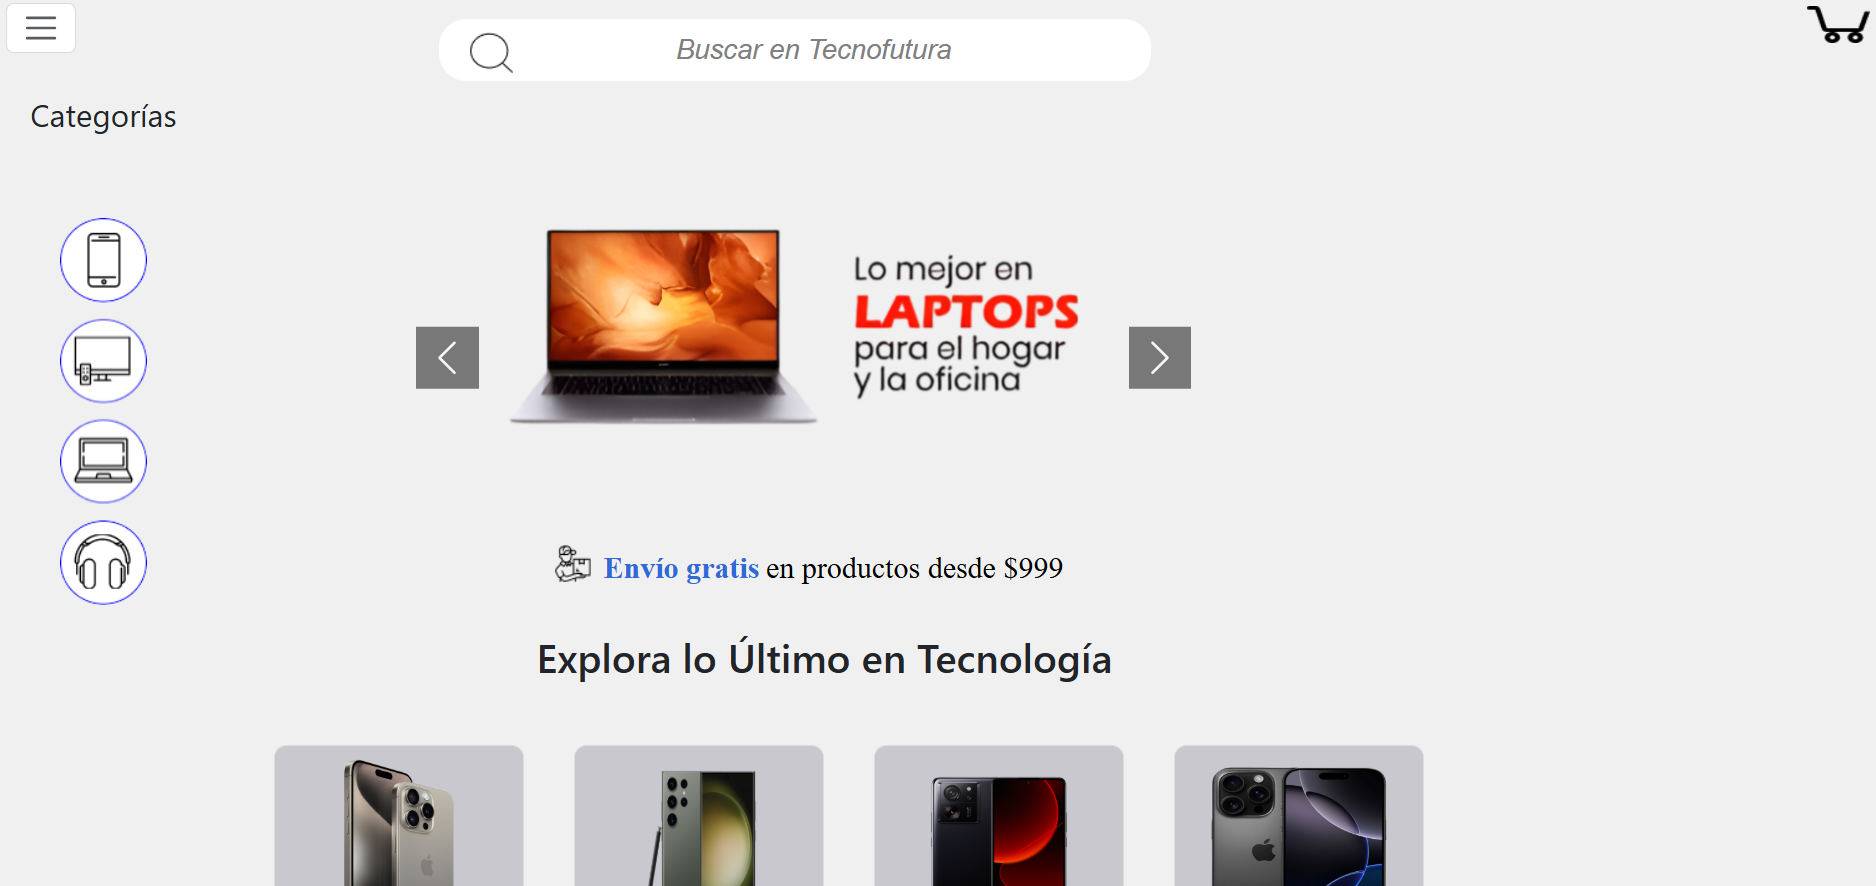 Buscar en Tecnofutura
Categorías
Lo mejor en
LAPTOPS
para el hogar
y la oficina
Envío gratis en productos desde $999
Explora lo Último en Tecnología